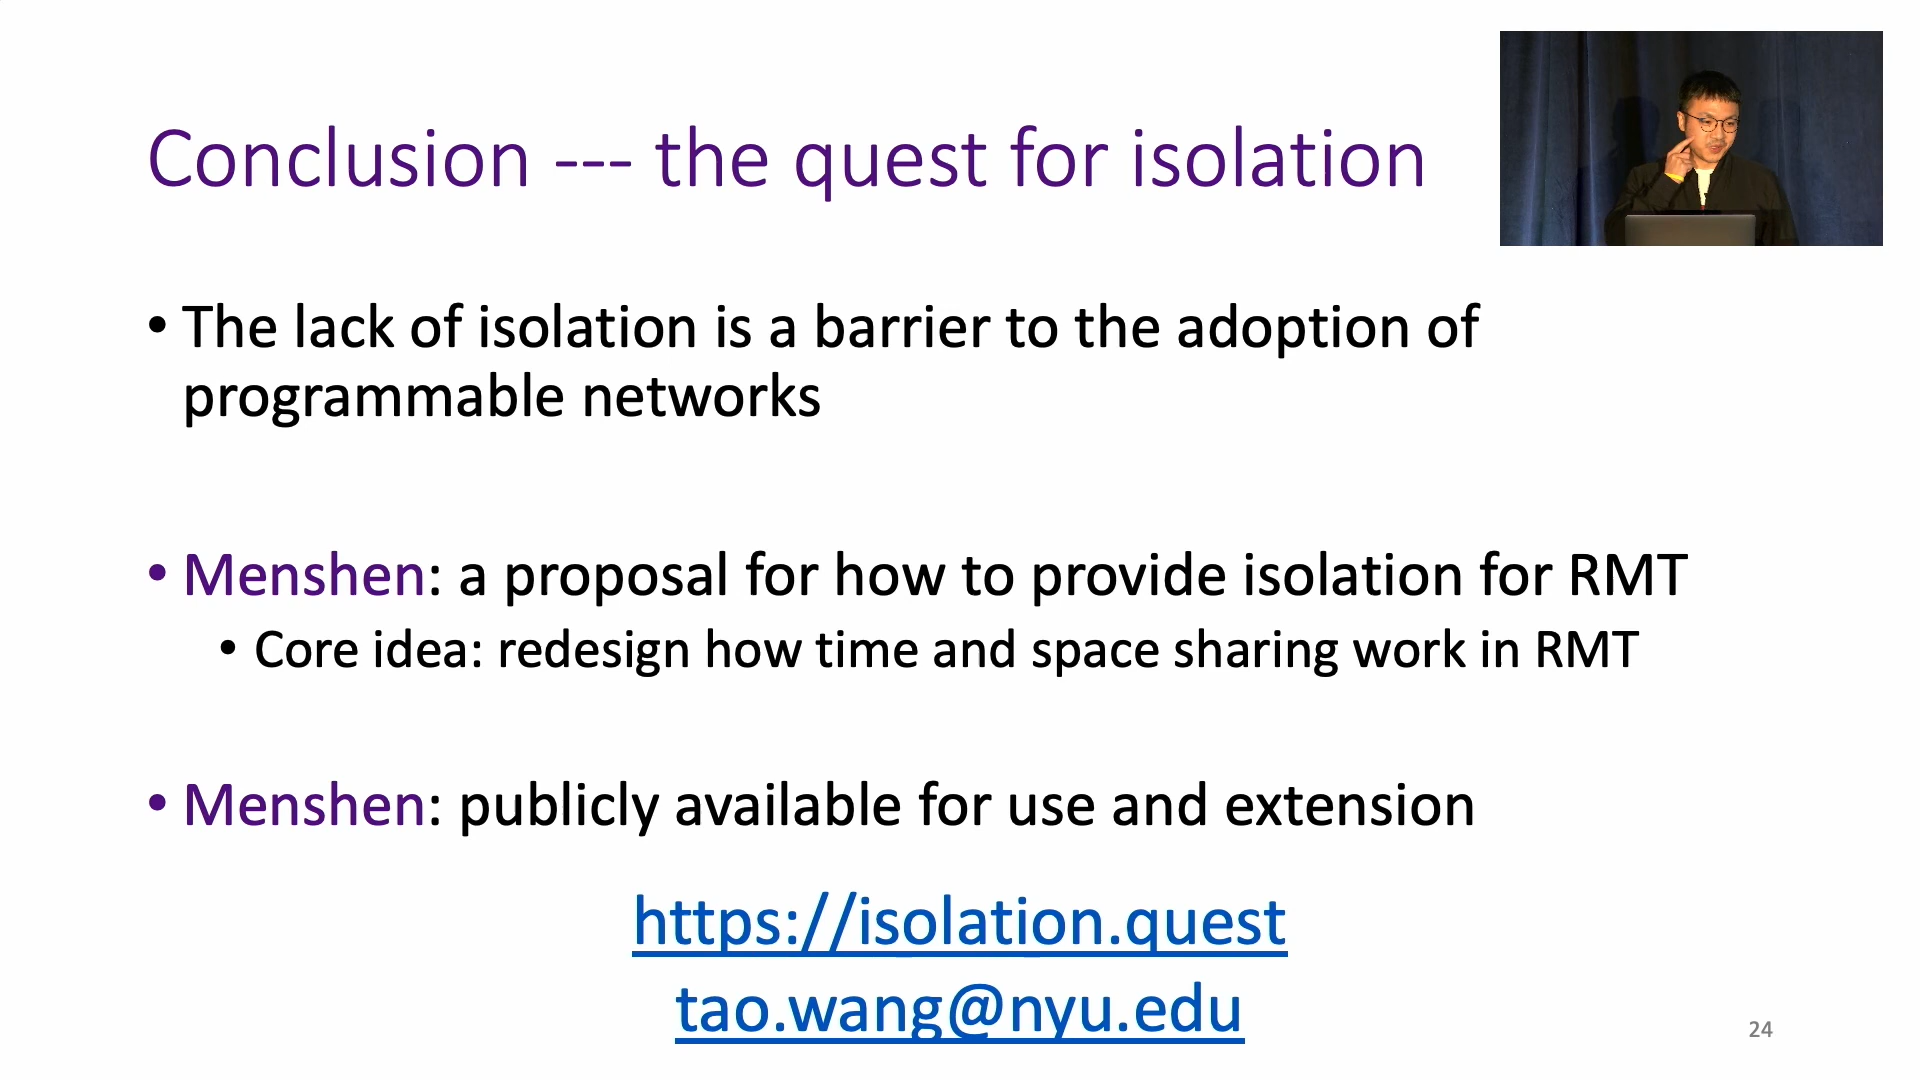 Conclusion --- the quest for isolation
• The lack of isolation is a barrier to the adoption of
programmable networks
• Menshen: a proposal for how to provide isolation for RMT
• Core idea: redesign how time and space sharing work in RMT
• Menshen: publicly available for use and extension
https://isolation.quest
tao.wang@nyu.edu
24